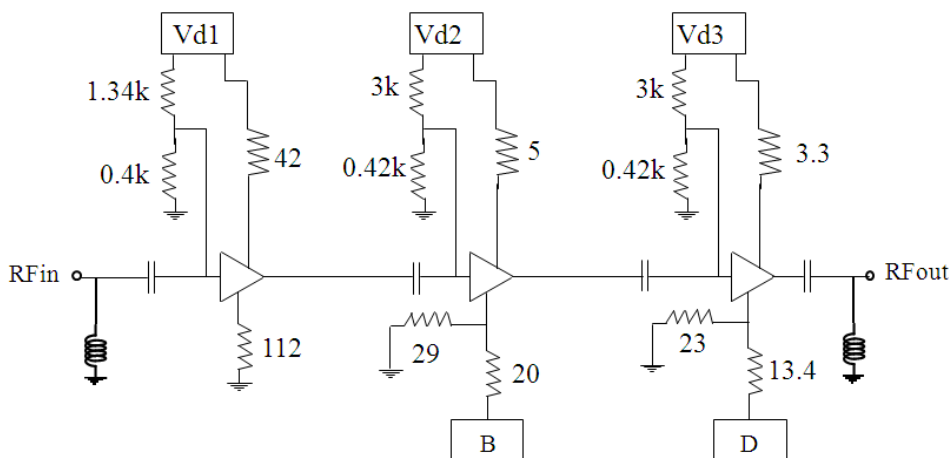 Vd1
Vd2
Vd3
1.34k
3k
3k
42
5
3.3
0.4k
0.42k
0.42k
RFin
RFout
112
29
23
20
13.4
B
D